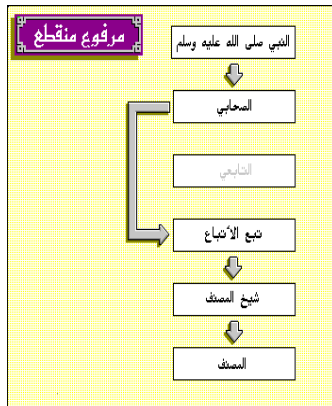 مرفوع منقطع
النبي صلى الله عليه وسلم
الصحابي
التابعي
تبع الأتباع
شيخ المصنف
المصنف